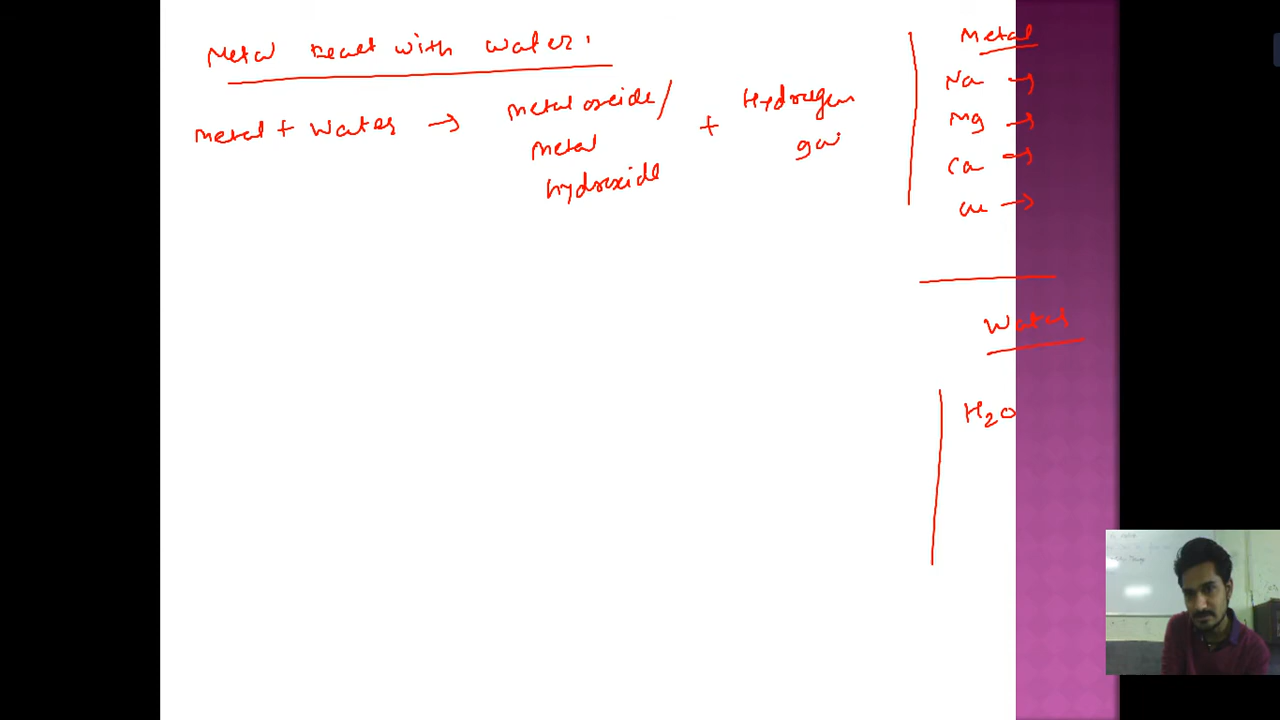 Metal React with water.
Metal + Water → Metal oxide/ + Hydrogen
Metal gas
hydroxide
Metal
Na →
Mg →
Ca →
Cu →
Water
H2O